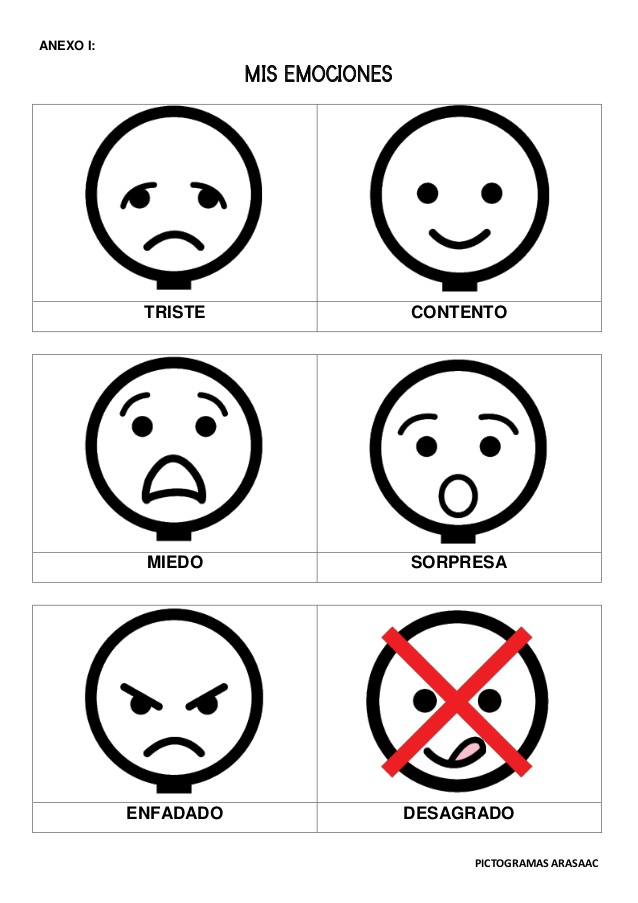 ANEXO I:
MIS EMOCIONES
TRISTE
CONTENTO
MIEDO
SORPRESA
ENFADADO
DESAGRADO
PICTOGRAMAS ARASAAC